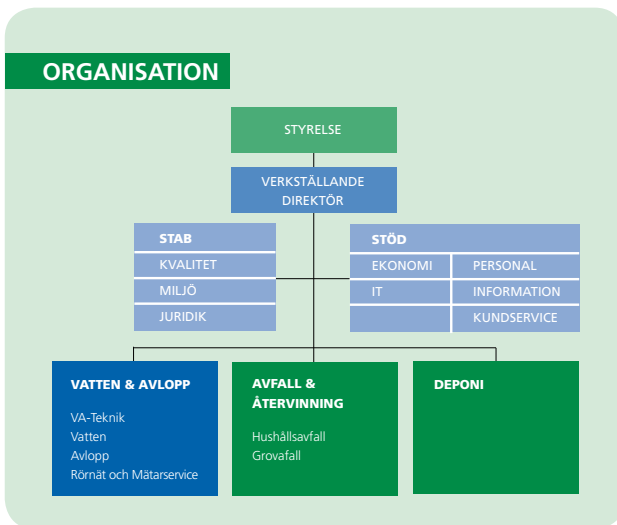 ORGANISATION
STYRELSE
VERKSTÄLLANDE
DIREKTÖR
STAB
KVALITET
MILJÖ
JURIDIK
STÖD
EKONOMI PERSONAL
IT INFORMATION
KUNDSERVICE
VATTEN & AVLOPP
VA-Teknik
Vatten
Avlopp
Rörnät och Mätarservice
AVFALL &
ÅTERVINNING
Hushållsavfall
Grovafall
DEPONI